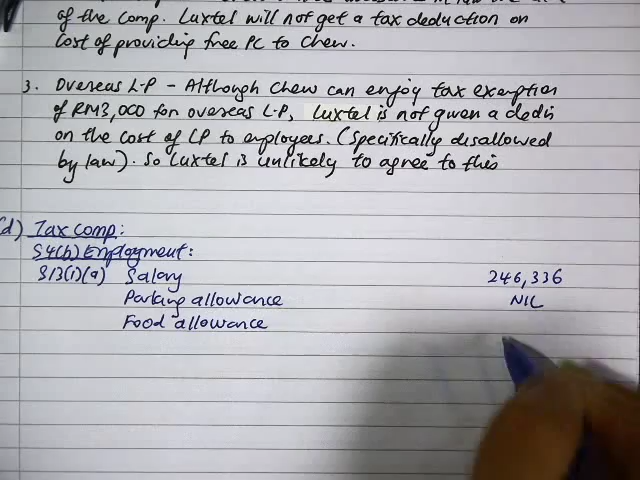 of the comp. Luxtel will not get a tax deduction on
cost of providing free PC to Chew.
3. Overseas L-P - Although Chew can enjoy tax exemption
of RM3,000 for overseas L-P, Luxtel is not given a dedn
on the cost of LP to employees. (Specifically disallowed
by law). So Luxtel is unlikely to agree to this
d) Tax comp:
S4(b) Employment:
S13(1)(a) Salary 246,336
Parking allowance NIL
Food allowance